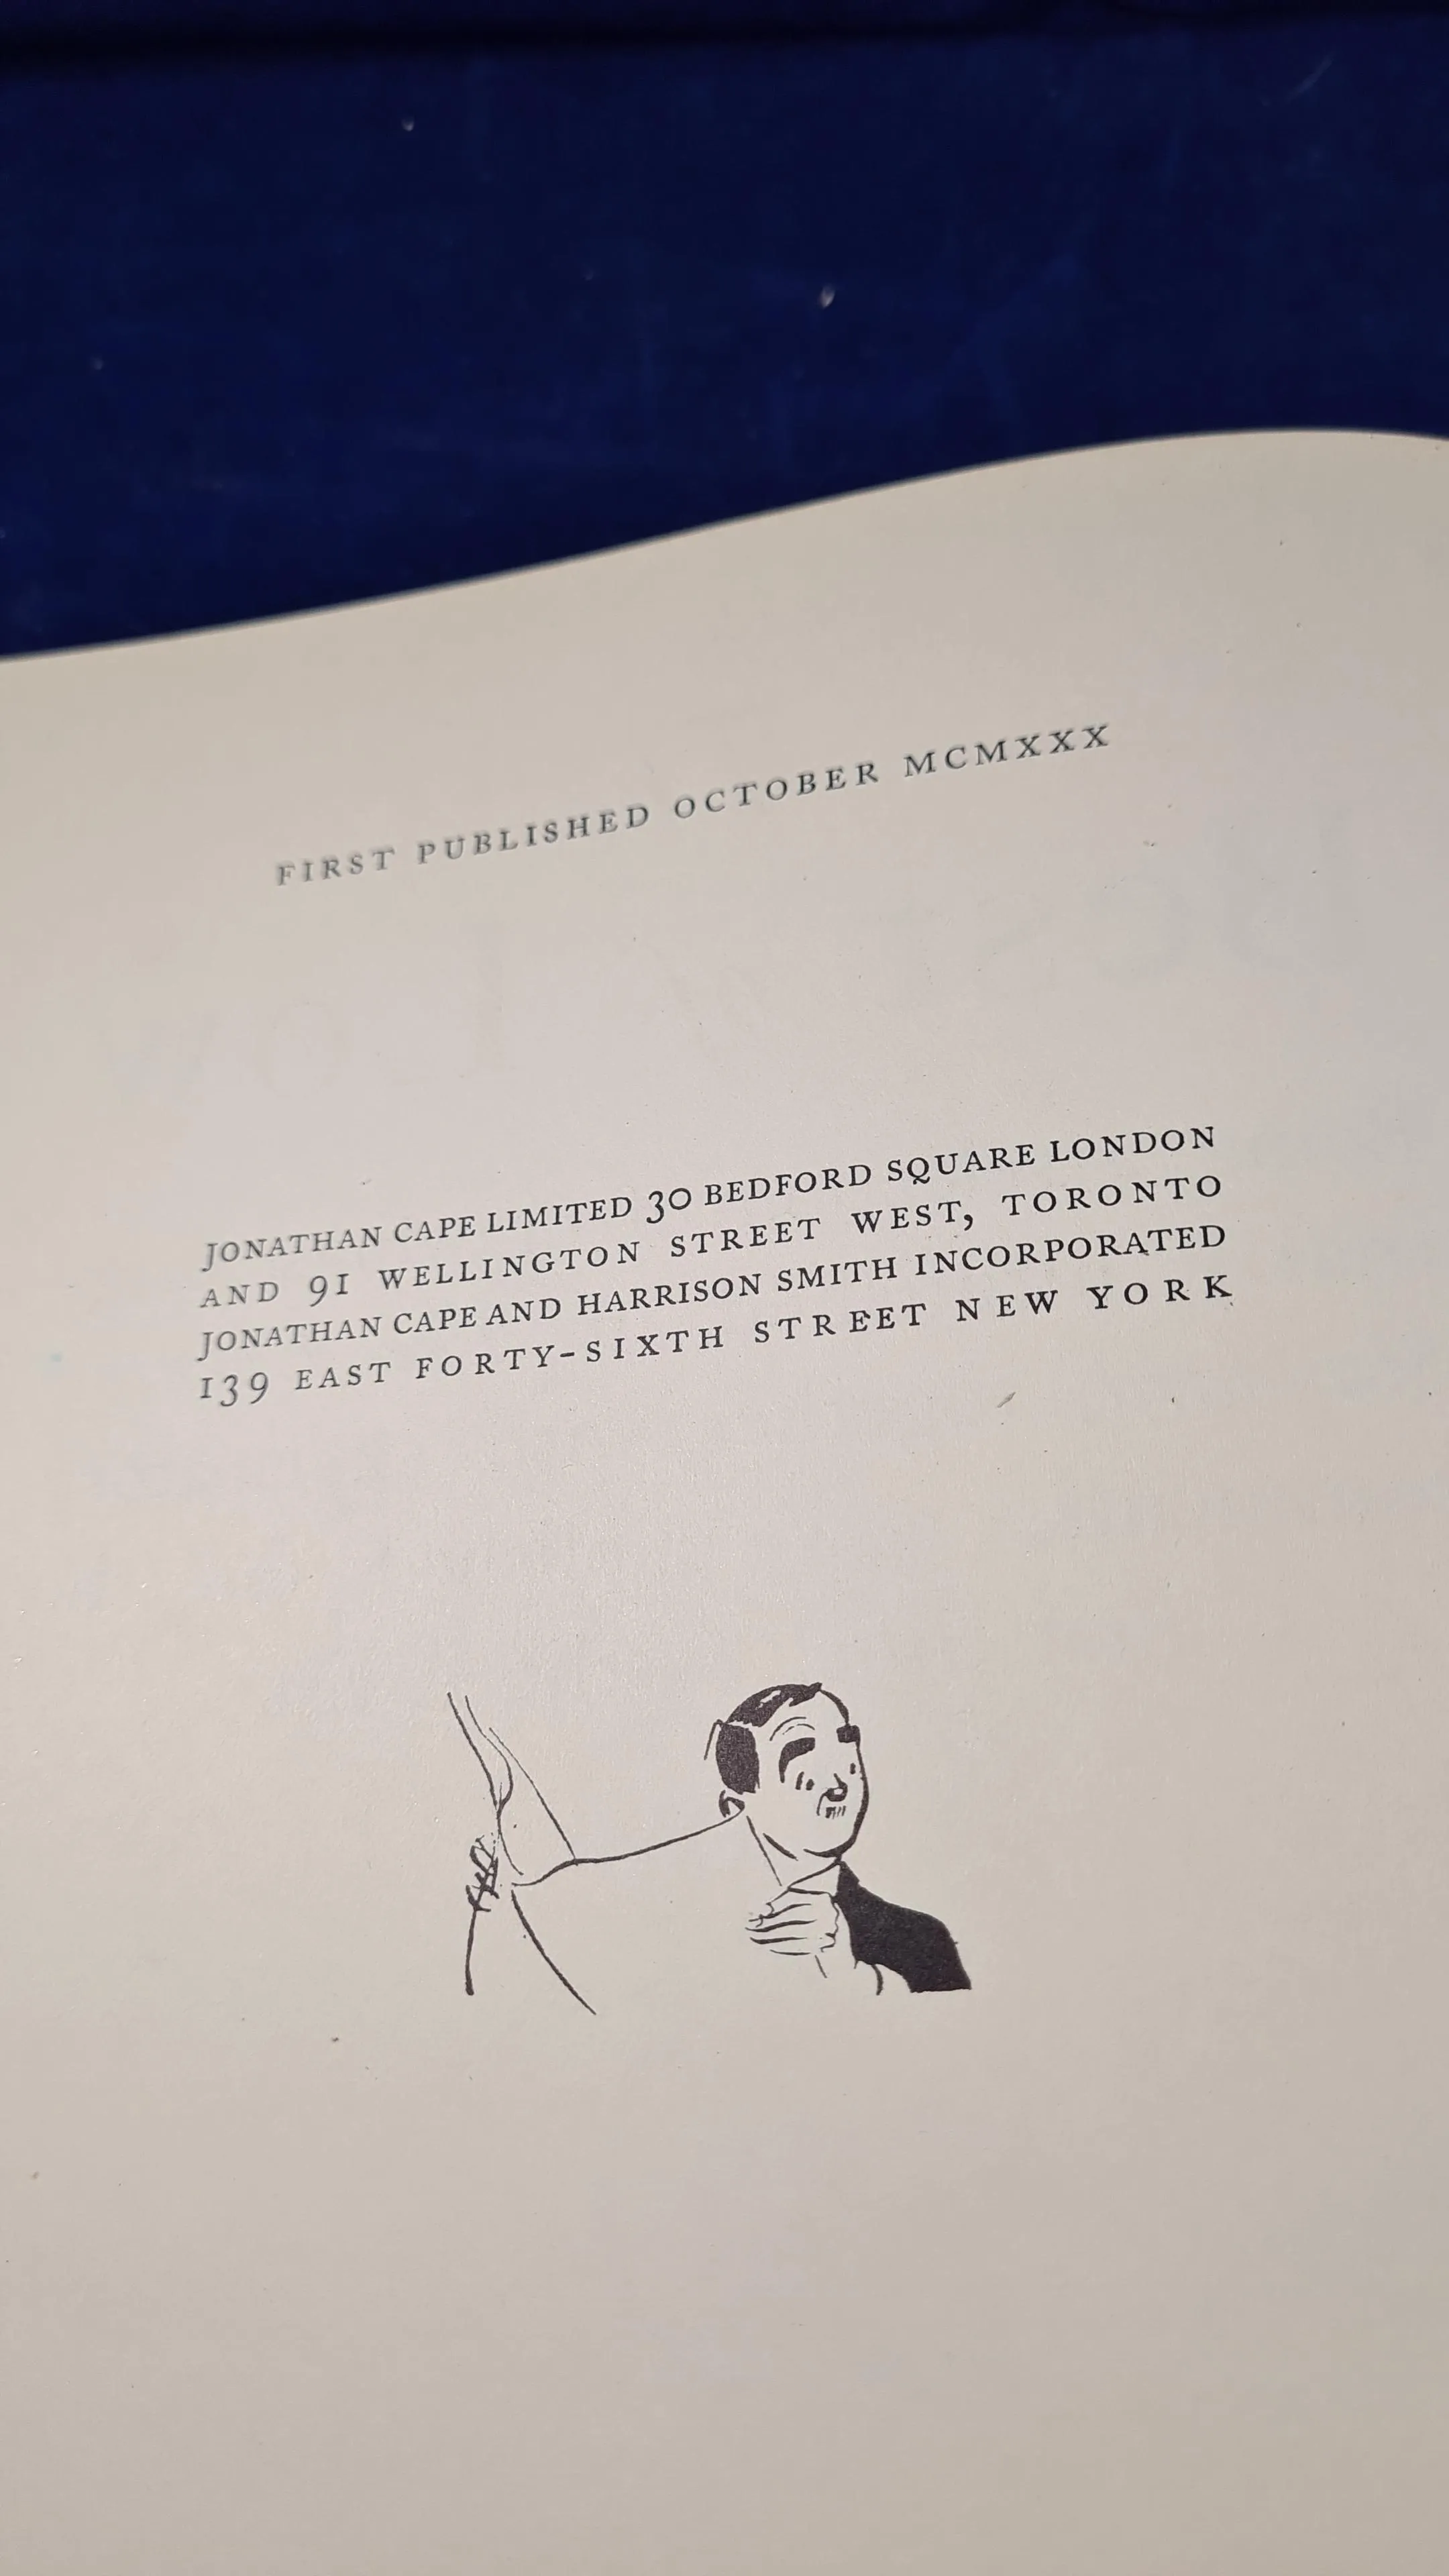 FIRST PUBLISHED OCTOBER MCMXXX
JONATHAN CAPE LIMITED 30 BEDFORD SQUARE LONDON
AND 91 WELLINGTON STREET WEST, TORONTO
JONATHAN CAPE AND HARRISON SMITH INCORPORATED
139 EAST FORTY-SIXTH STREET NEW YORK